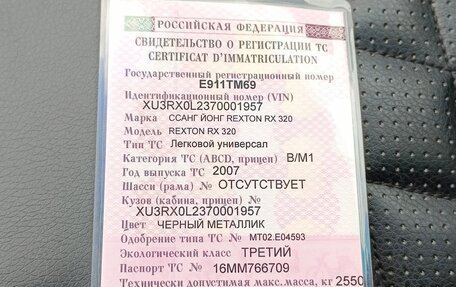 РОССИЙСКАЯ ФЕДЕРАЦИЯ
СВИДЕТЕЛЬСТВО О РЕГИСТРАЦИИ ТС
CERTIFICAT D'IMMATRICULATION
Государственный регистрационный номер
Е911ТМ69
Идентификационный номер (VIN)
XU3RX0L2370001957
Марка ССАНГ ЙОНГ REXTON RX 320
Модель REXTON RX 320
Тип ТС Легковой универсал
Категория ТС (ABCD, прицеп) B/M1
Год выпуска ТС 2007
Шасси (рама) № ОТСУТСТВУЕТ
Кузов (кабина, прицеп) №
XU3RX0L2370001957
Цвет ЧЕРНЫЙ МЕТАЛЛИК
Одобрение типа ТС № МТ02.Е04593
Экологический класс ТРЕТИЙ
Паспорт ТС 16ММ766709
Технически допустимая макс.масса, кг 2550